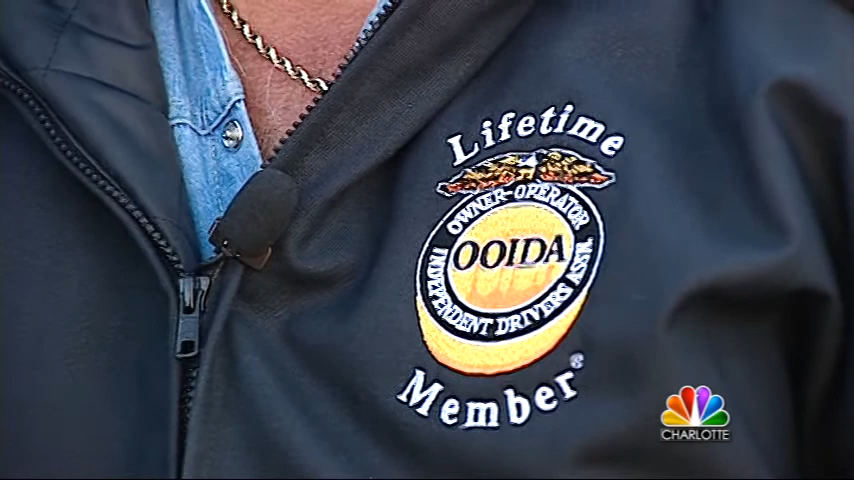 Lifetime
OWNER-OPERATOR
OOIDA
INDEPENDENT DRIVERS ASSN.
Member®
CHARLOTTE